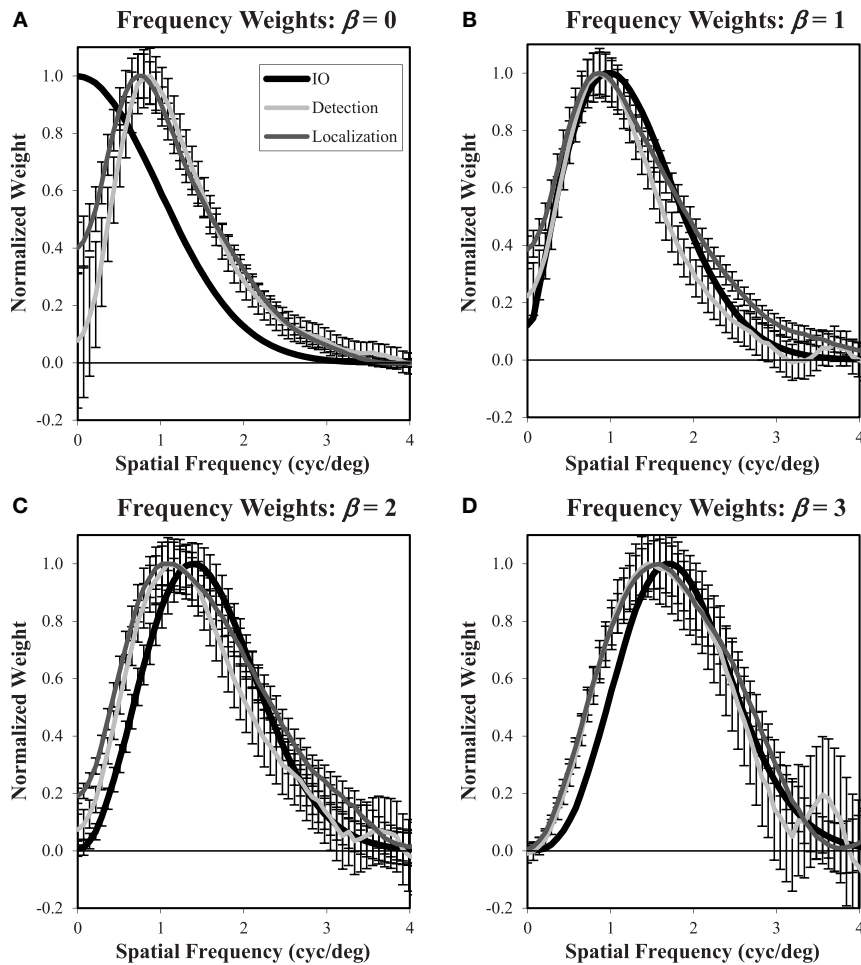 A
Frequency Weights: β = 0
1.0
0.8
0.6
0.4
0.2
0.0
-0.2
Normalized Weight
IO
Detection
Localization
0 1 2 3 4
Spatial Frequency (cyc/deg)
B
Frequency Weights: β = 1
1.0
0.8
0.6
0.4
0.2
0.0
-0.2
Normalized Weight
0 1 2 3 4
Spatial Frequency (cyc/deg)
C
Frequency Weights: β = 2
1.0
0.8
0.6
0.4
0.2
0.0
-0.2
Normalized Weight
0 1 2 3 4
Spatial Frequency (cyc/deg)
D
Frequency Weights: β = 3
1.0
0.8
0.6
0.4
0.2
0.0
-0.2
Normalized Weight
0 1 2 3 4
Spatial Frequency (cyc/deg)